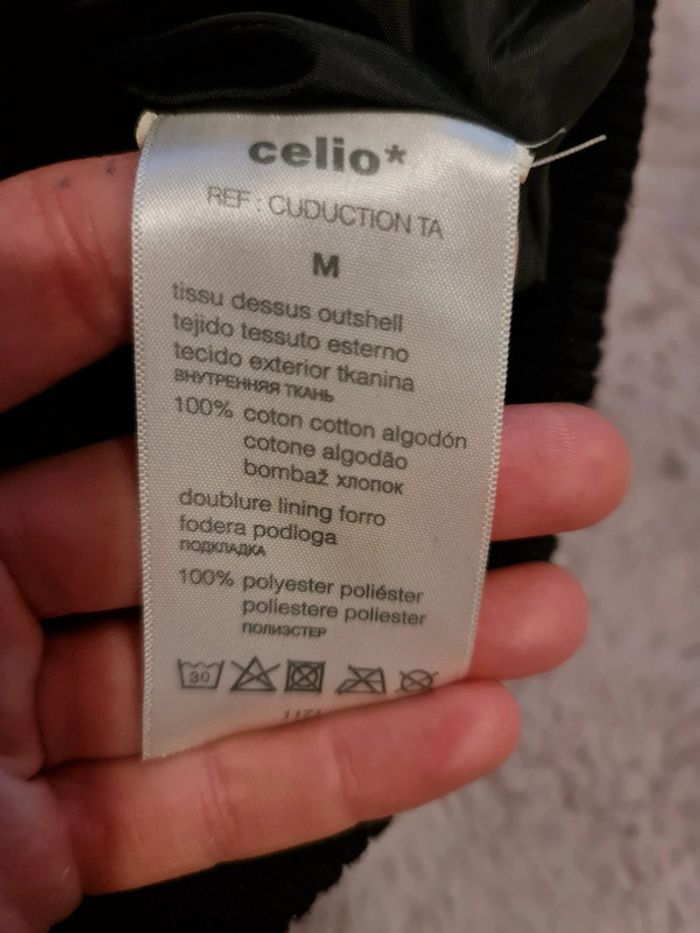 celio*
REF : CUDUCTION TA
M
tissu dessus outshell
tejido tessuto esterno
tecido exterior tkanina
ВНУТРЕННЯЯ ТКАНЬ
100% coton cotton algodón
cotone algodão
bombaž хлопок
doublure lining forro
fodera podloga
ПОДКЛАДКА
100% polyester poliéster
poliestere poliester
ПОЛИЭСТЕР
30